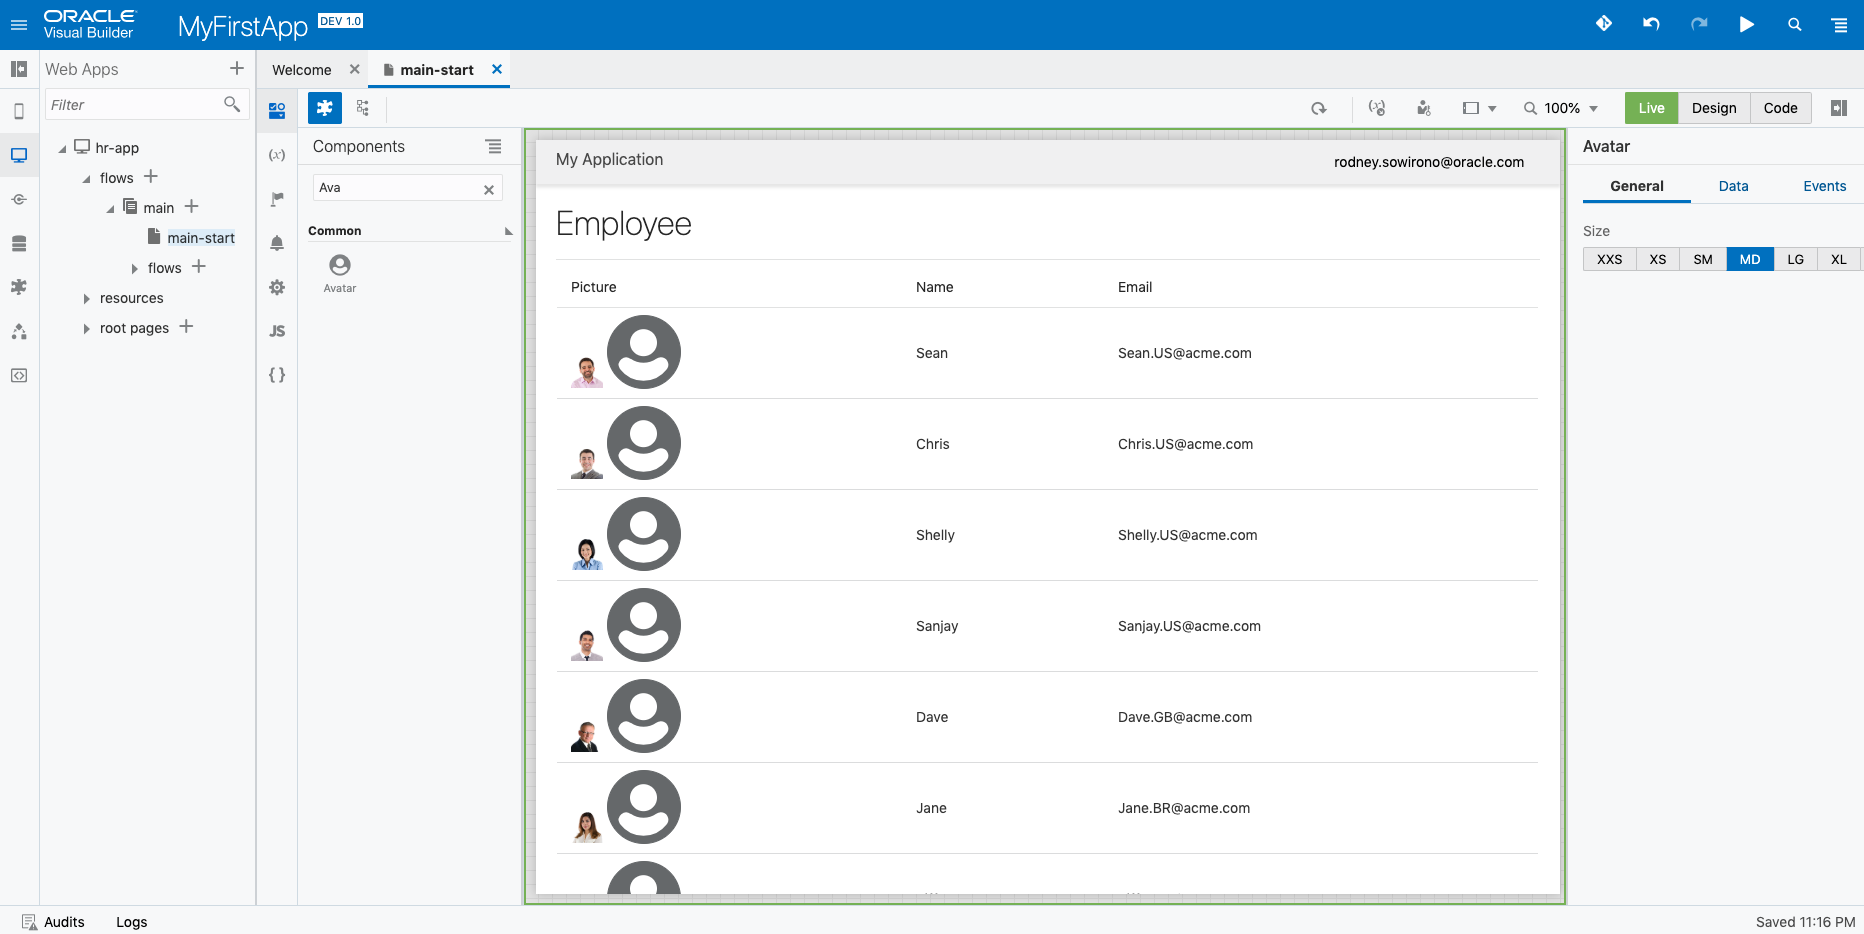 ORACLE
Visual Builder
MyFirstApp DEV 1.0
Web Apps
Filter
hr-app
flows
main
main-start
flows
resources
root pages
Welcome
main-start
(x)
JS
{ }
100%
Live
Design
Code
Components
Ava
Common
Avatar
My Application
rodney.sowirono@oracle.com
Employee
Picture Name Email
Sean Sean.US@acme.com
Chris Chris.US@acme.com
Shelly Shelly.US@acme.com
Sanjay Sanjay.US@acme.com
Dave Dave.GB@acme.com
Jane Jane.BR@acme.com
Avatar
General Data Events
Size
XXS XS SM MD LG XL
Audits Logs
Saved 11:16 PM